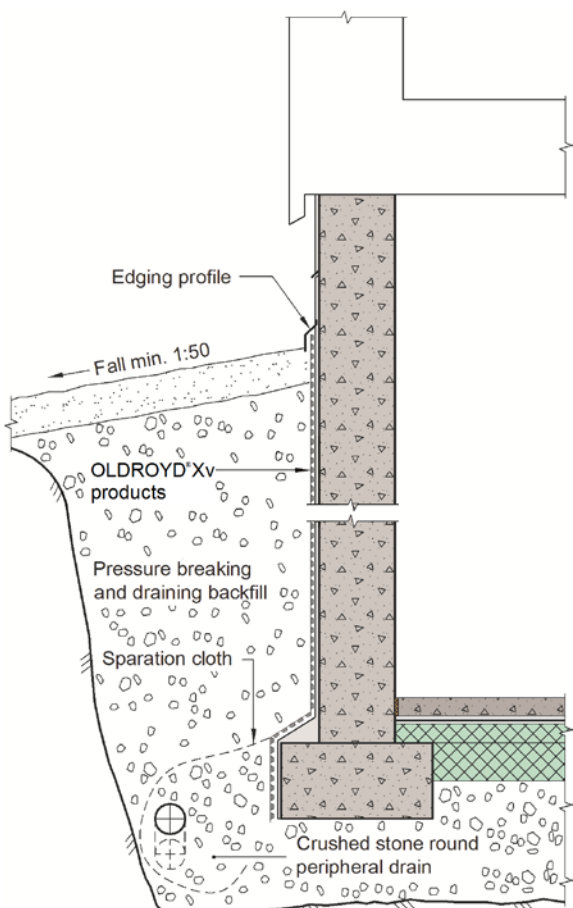 Edging profile
Fall min. 1:50
OLDROYD®Xv
products
Pressure breaking
and draining backfill
Sparation cloth
Crushed stone round
peripheral drain